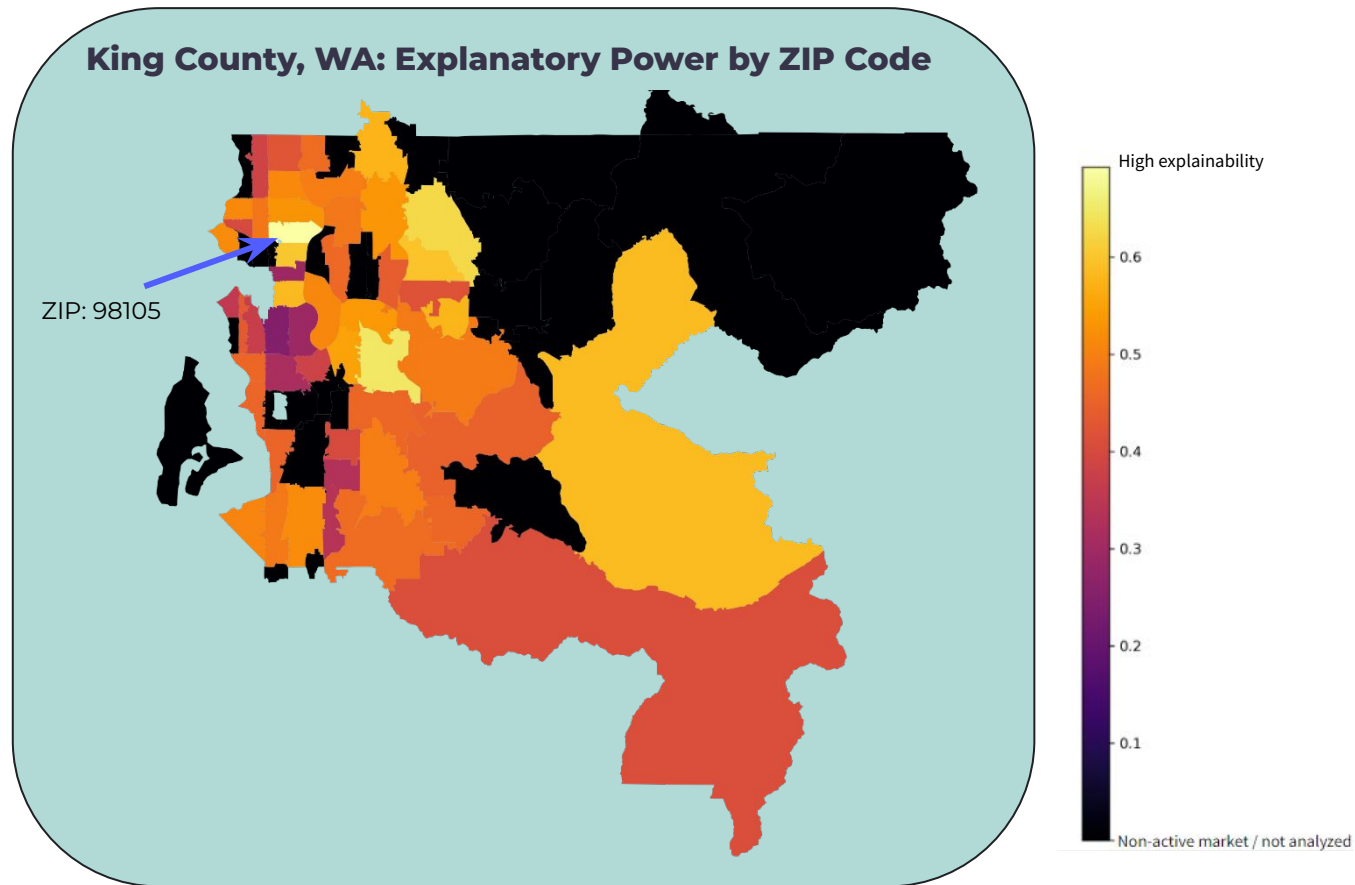 King County, WA: Explanatory Power by ZIP Code
ZIP: 98105
High explainability
0.6
0.5
0.4
0.3
0.2
0.1
Non-active market / not analyzed